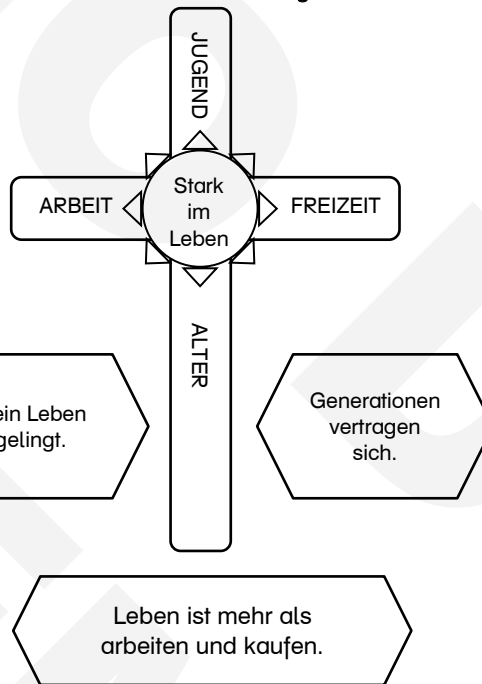 JUGEND
Stark
im
Leben
ARBEIT
FREIZEIT
ALTER
ein Leben
gelingt.
Generationen
vertragen
sich.
Leben ist mehr als
arbeiten und kaufen.